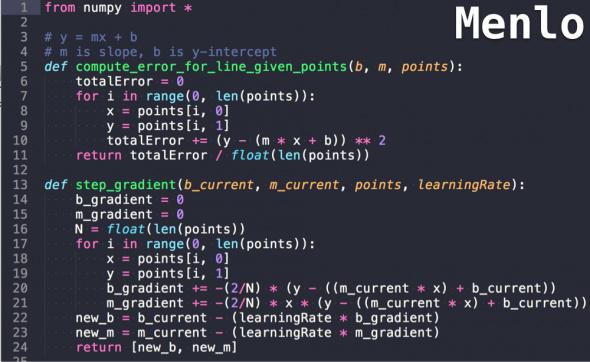 Menlo
1 from numpy import *
2
3 # y = mx + b
4 # m is slope, b is y-intercept
5 def compute_error_for_line_given_points(b, m, points):
6     totalError = 0
7     for i in range(0, len(points)):
8         x = points[i, 0]
9         y = points[i, 1]
10         totalError += (y - (m * x + b)) ** 2
11     return totalError / float(len(points))
12
13 def step_gradient(b_current, m_current, points, learningRate):
14     b_gradient = 0
15     m_gradient = 0
16     N = float(len(points))
17     for i in range(0, len(points)):
18         x = points[i, 0]
19         y = points[i, 1]
20         b_gradient += -(2/N) * (y - ((m_current * x) + b_current))
21         m_gradient += -(2/N) * x * (y - ((m_current * x) + b_current))
22     new_b = b_current - (learningRate * b_gradient)
23     new_m = m_current - (learningRate * m_gradient)
24     return [new_b, new_m]
25